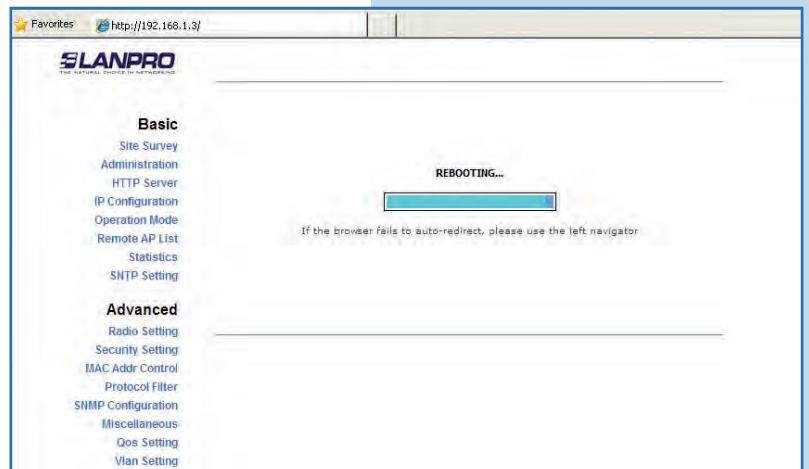 Favorites http://192.168.1.3/
LANPRO
THE NATURAL CHOICE IN NETWORKING
Basic
Site Survey
Administration
HTTP Server
IP Configuration
Operation Mode
Remote AP List
Statistics
SNTP Setting
Advanced
Radio Setting
Security Setting
MAC Addr Control
Protocol Filter
SNMP Configuration
Miscellaneous
Qos Setting
Vlan Setting
REBOOTING...
If the browser fails to auto-redirect, please use the left navigator